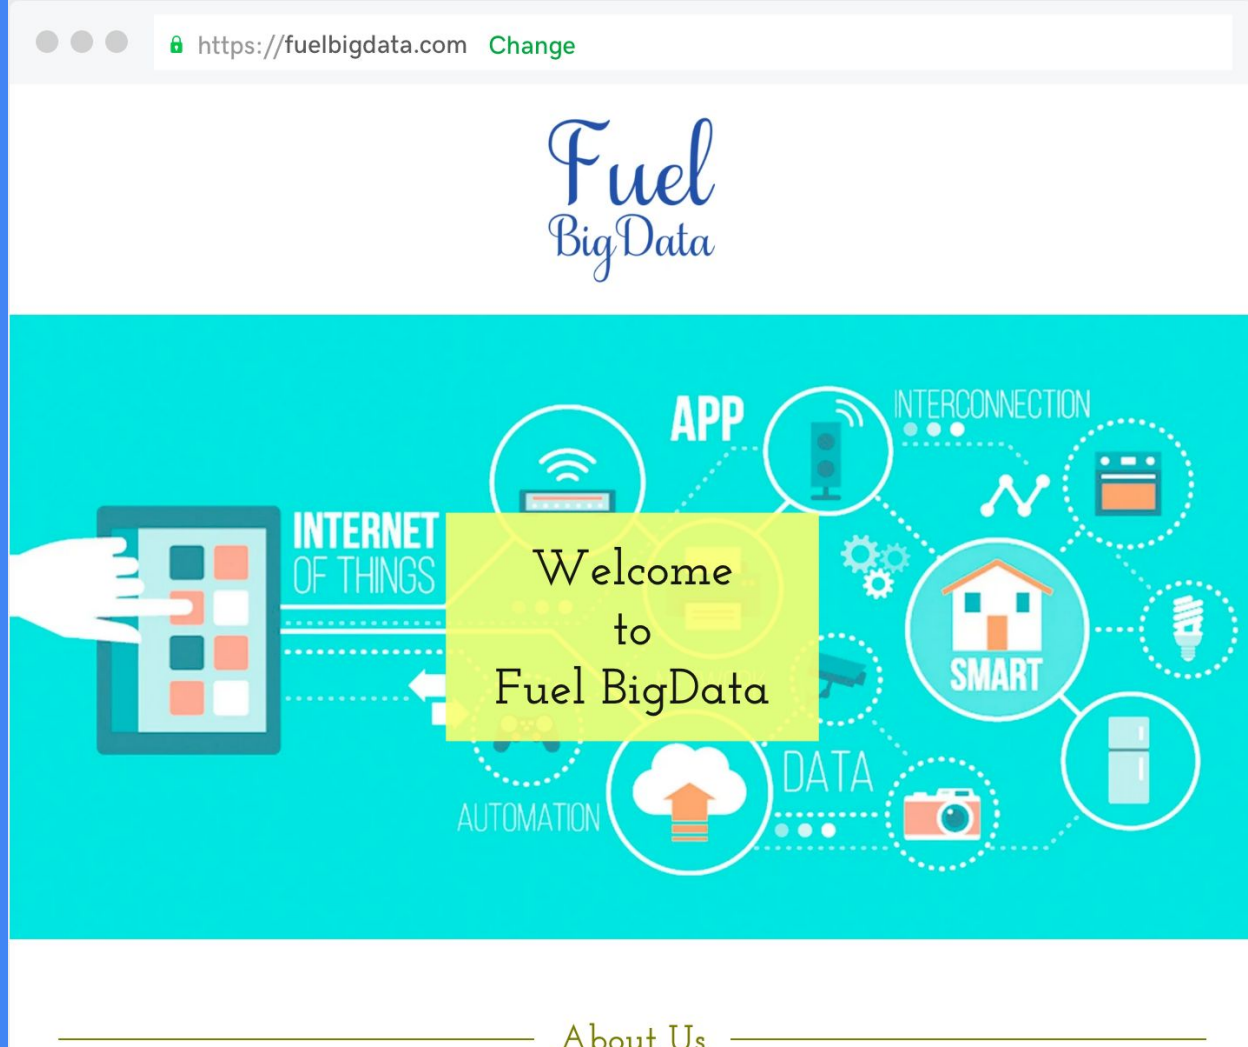 https://fuelbigdata.com Change
Fuel
BigData
APP
INTERCONNECTION
INTERNET
OF THINGS
Welcome
to
Fuel BigData
SMART
DATA
AUTOMATION
About Us